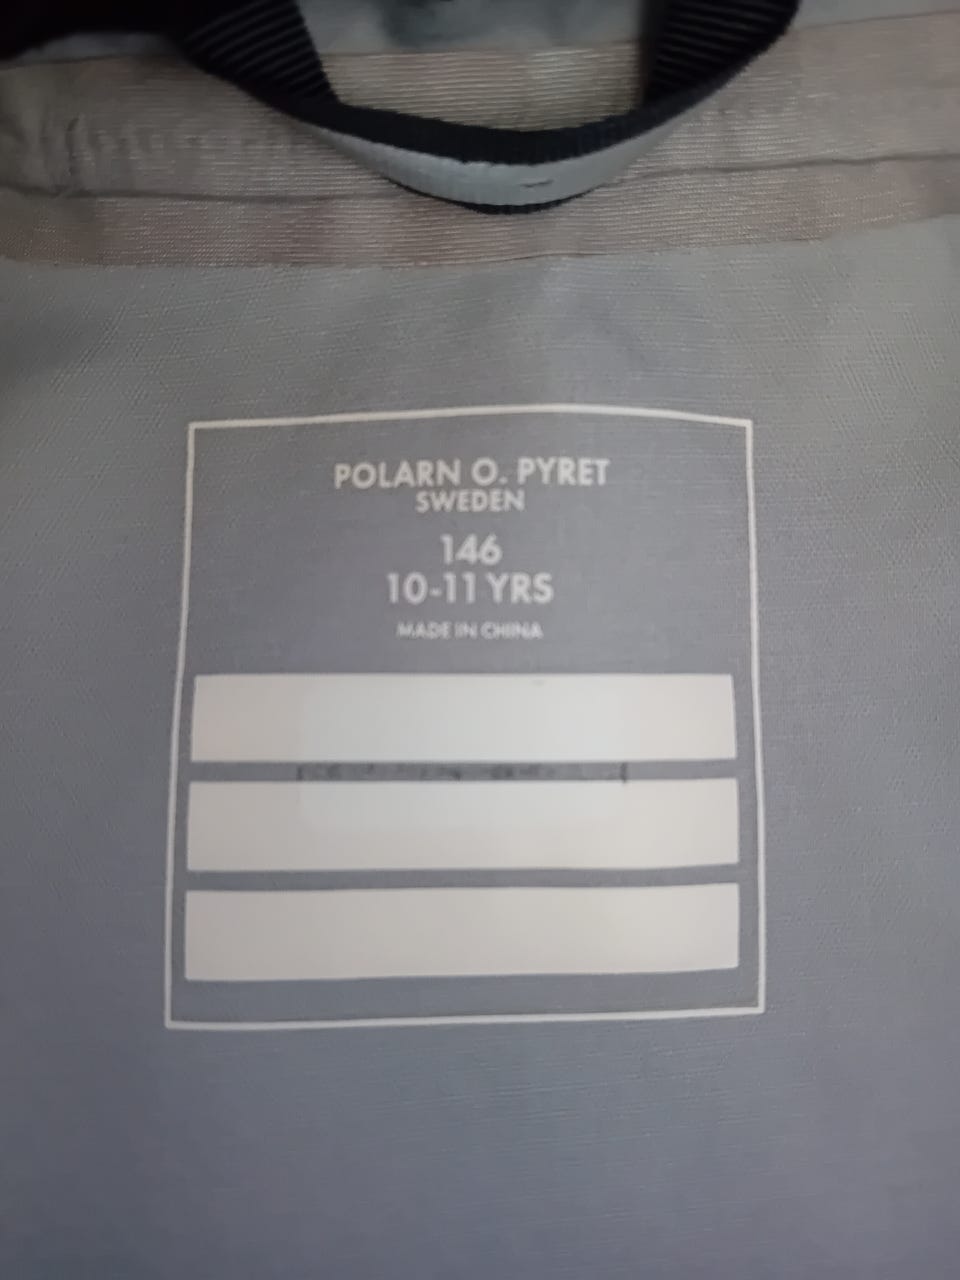 POLARN O. PYRET
SWEDEN
146
10-11 YRS
MADE IN CHINA